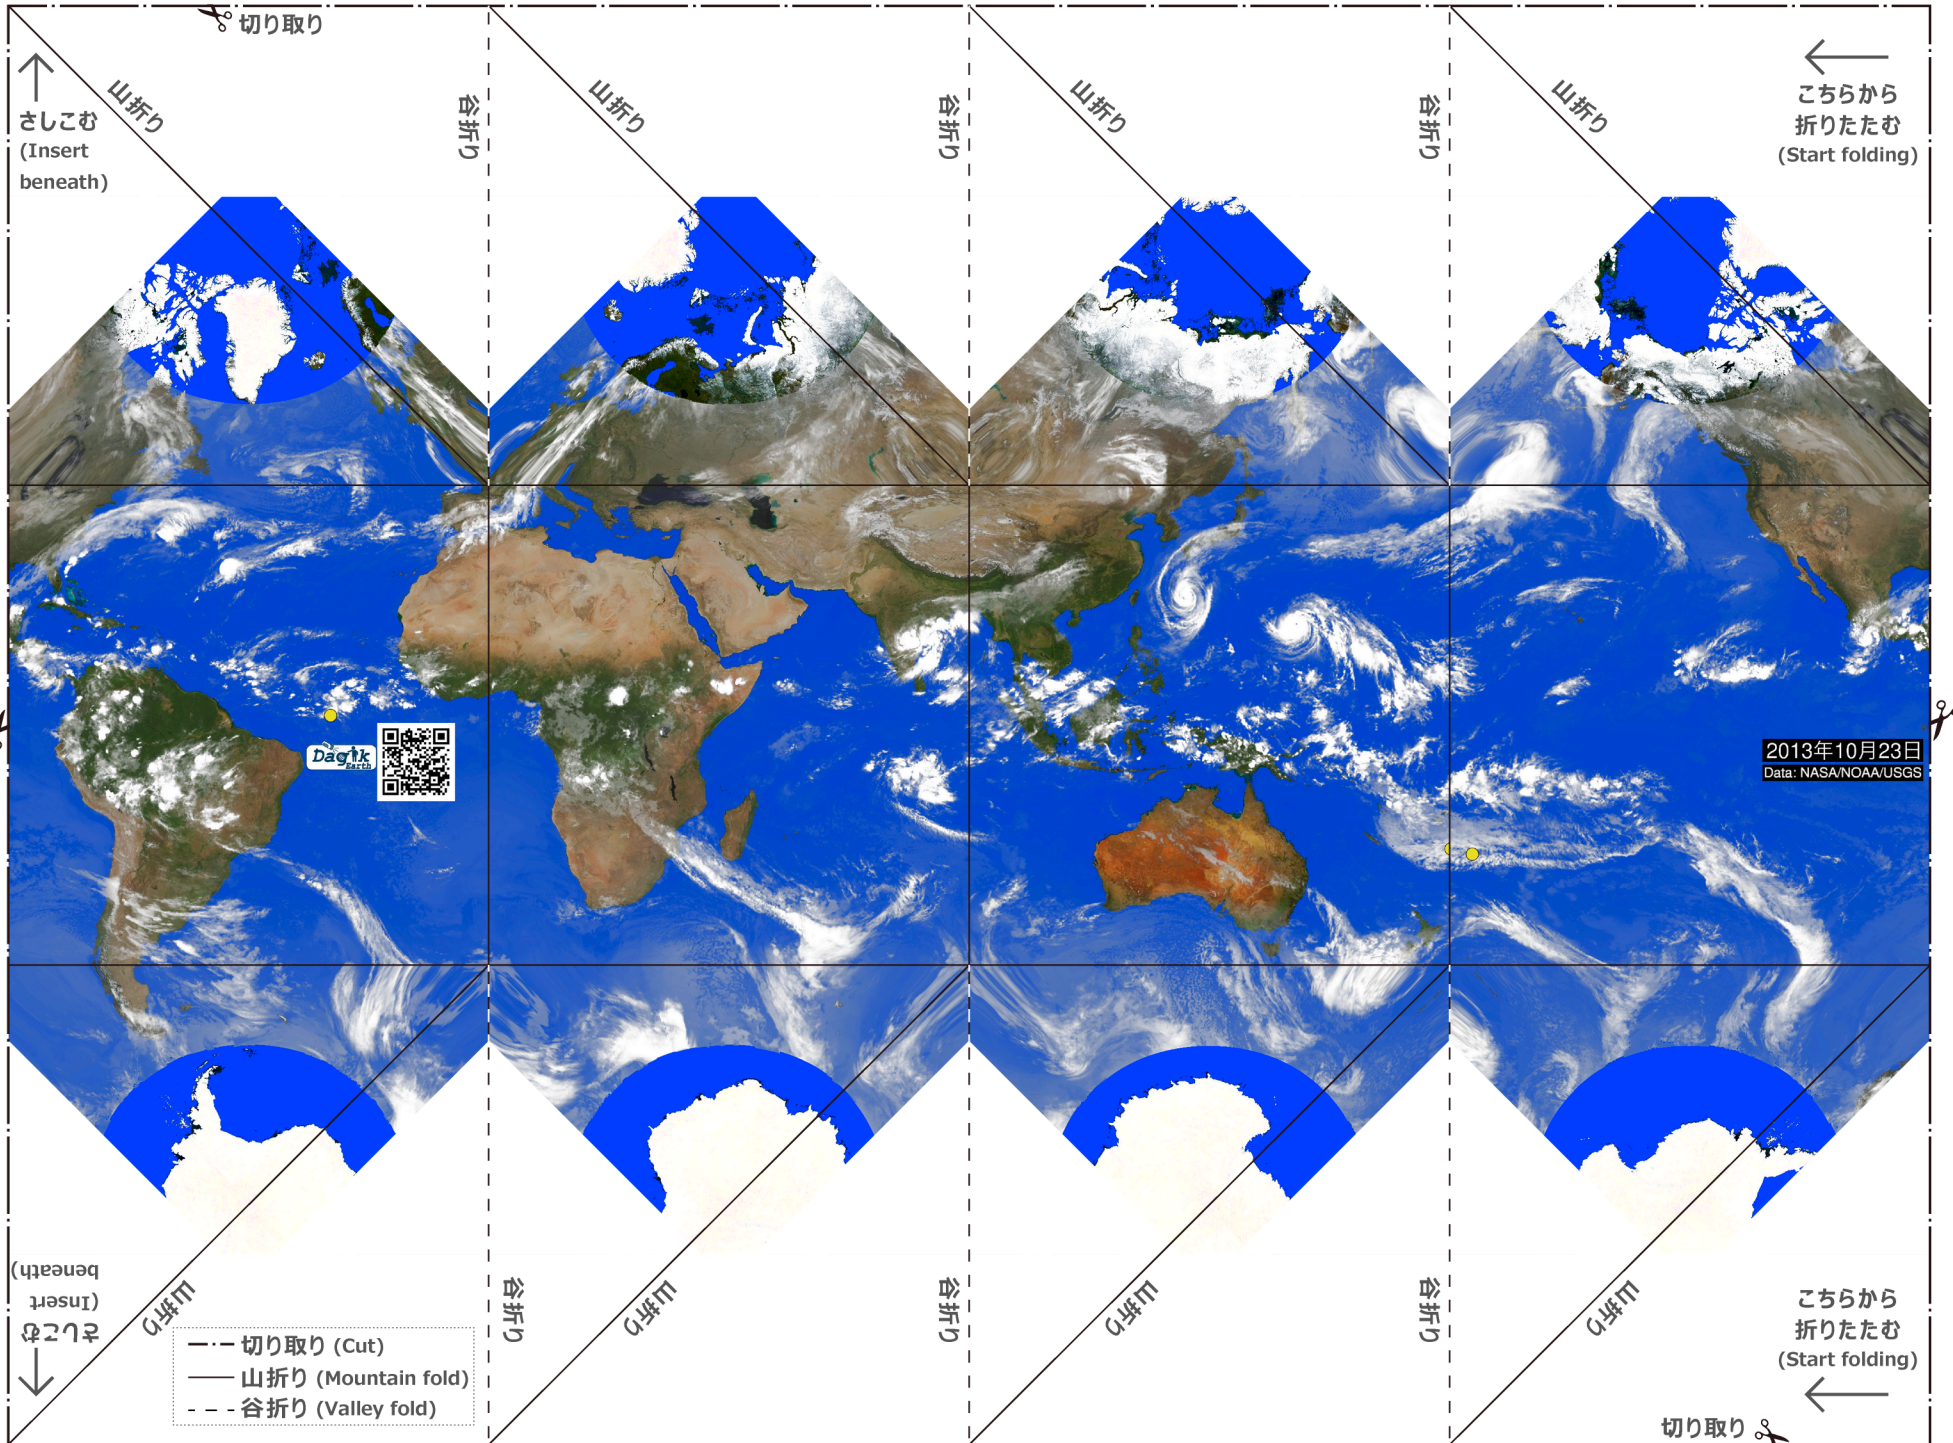 切り取り
さしこむ
(Insert
beneath)
山折り
谷折り
山折り
谷折り
山折り
谷折り
山折り
こちらから
折りたたむ
(Start folding)
Dagik
Earth
2013年10月23日
Data: NASA/NOAA/USGS
さしこむ
(Insert
beneath)
山折り
谷折り
山折り
谷折り
山折り
谷折り
山折り
こちらから
折りたたむ
(Start folding)
切り取り (Cut)
山折り (Mountain fold)
谷折り (Valley fold)
切り取り